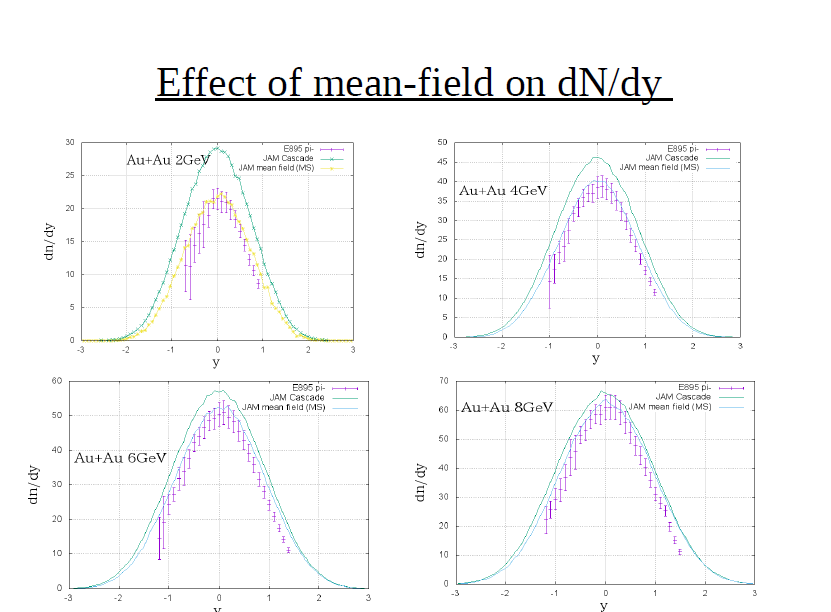 Effect of mean-field on dN/dy
30
25
20
15
10
5
0
-3 -2 -1 0 1 2 3
dn/dy
y
Au+Au 2GeV
E895 pi-
JAM Cascade
JAM mean field (MS)
50
45
40
35
30
25
20
15
10
5
0
-3 -2 -1 0 1 2 3
dn/dy
y
Au+Au 4GeV
E895 pi-
JAM Cascade
JAM mean field (MS)
60
50
40
30
20
10
0
-3 -2 -1 0 1 2 3
dn/dy
y
Au+Au 6GeV
E895 pi-
JAM Cascade
JAM mean field (MS)
70
60
50
40
30
20
10
0
-3 -2 -1 0 1 2 3
dn/dy
y
Au+Au 8GeV
E895 pi-
JAM Cascade
JAM mean field (MS)